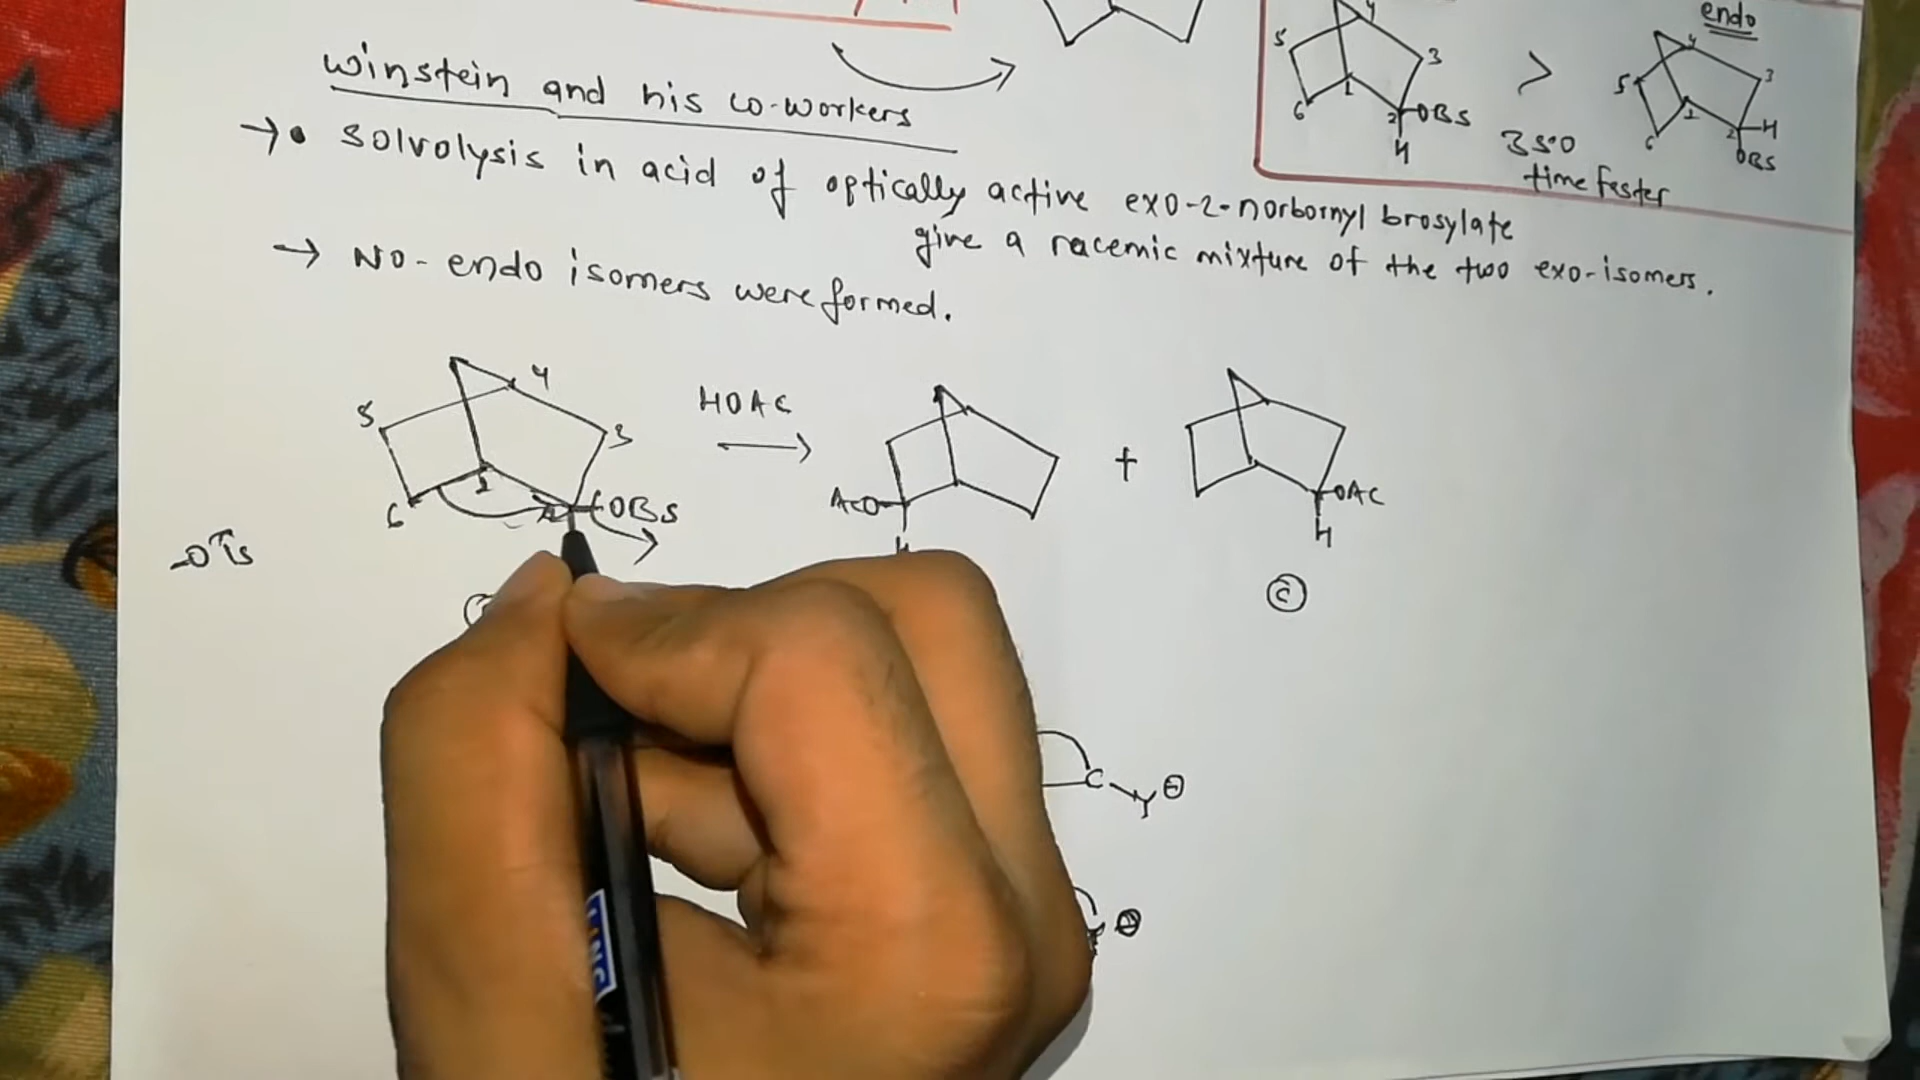 endo
4
5
3
6
1
2
OBS
H
>
350
time faster
4
5
3
6
1
2
H
OBS
Winstein and his co-workers
→ • Solvolysis in acid of optically active exo-2-norbornyl brosylate
give a racemic mixture of the two exo-isomers.
→ No-endo isomers were formed.
5
4
3
6
1
OBS
HOAC
AcO
H
+
OAC
H
-OTs
C
C
Y
⊖
⊖
LINC